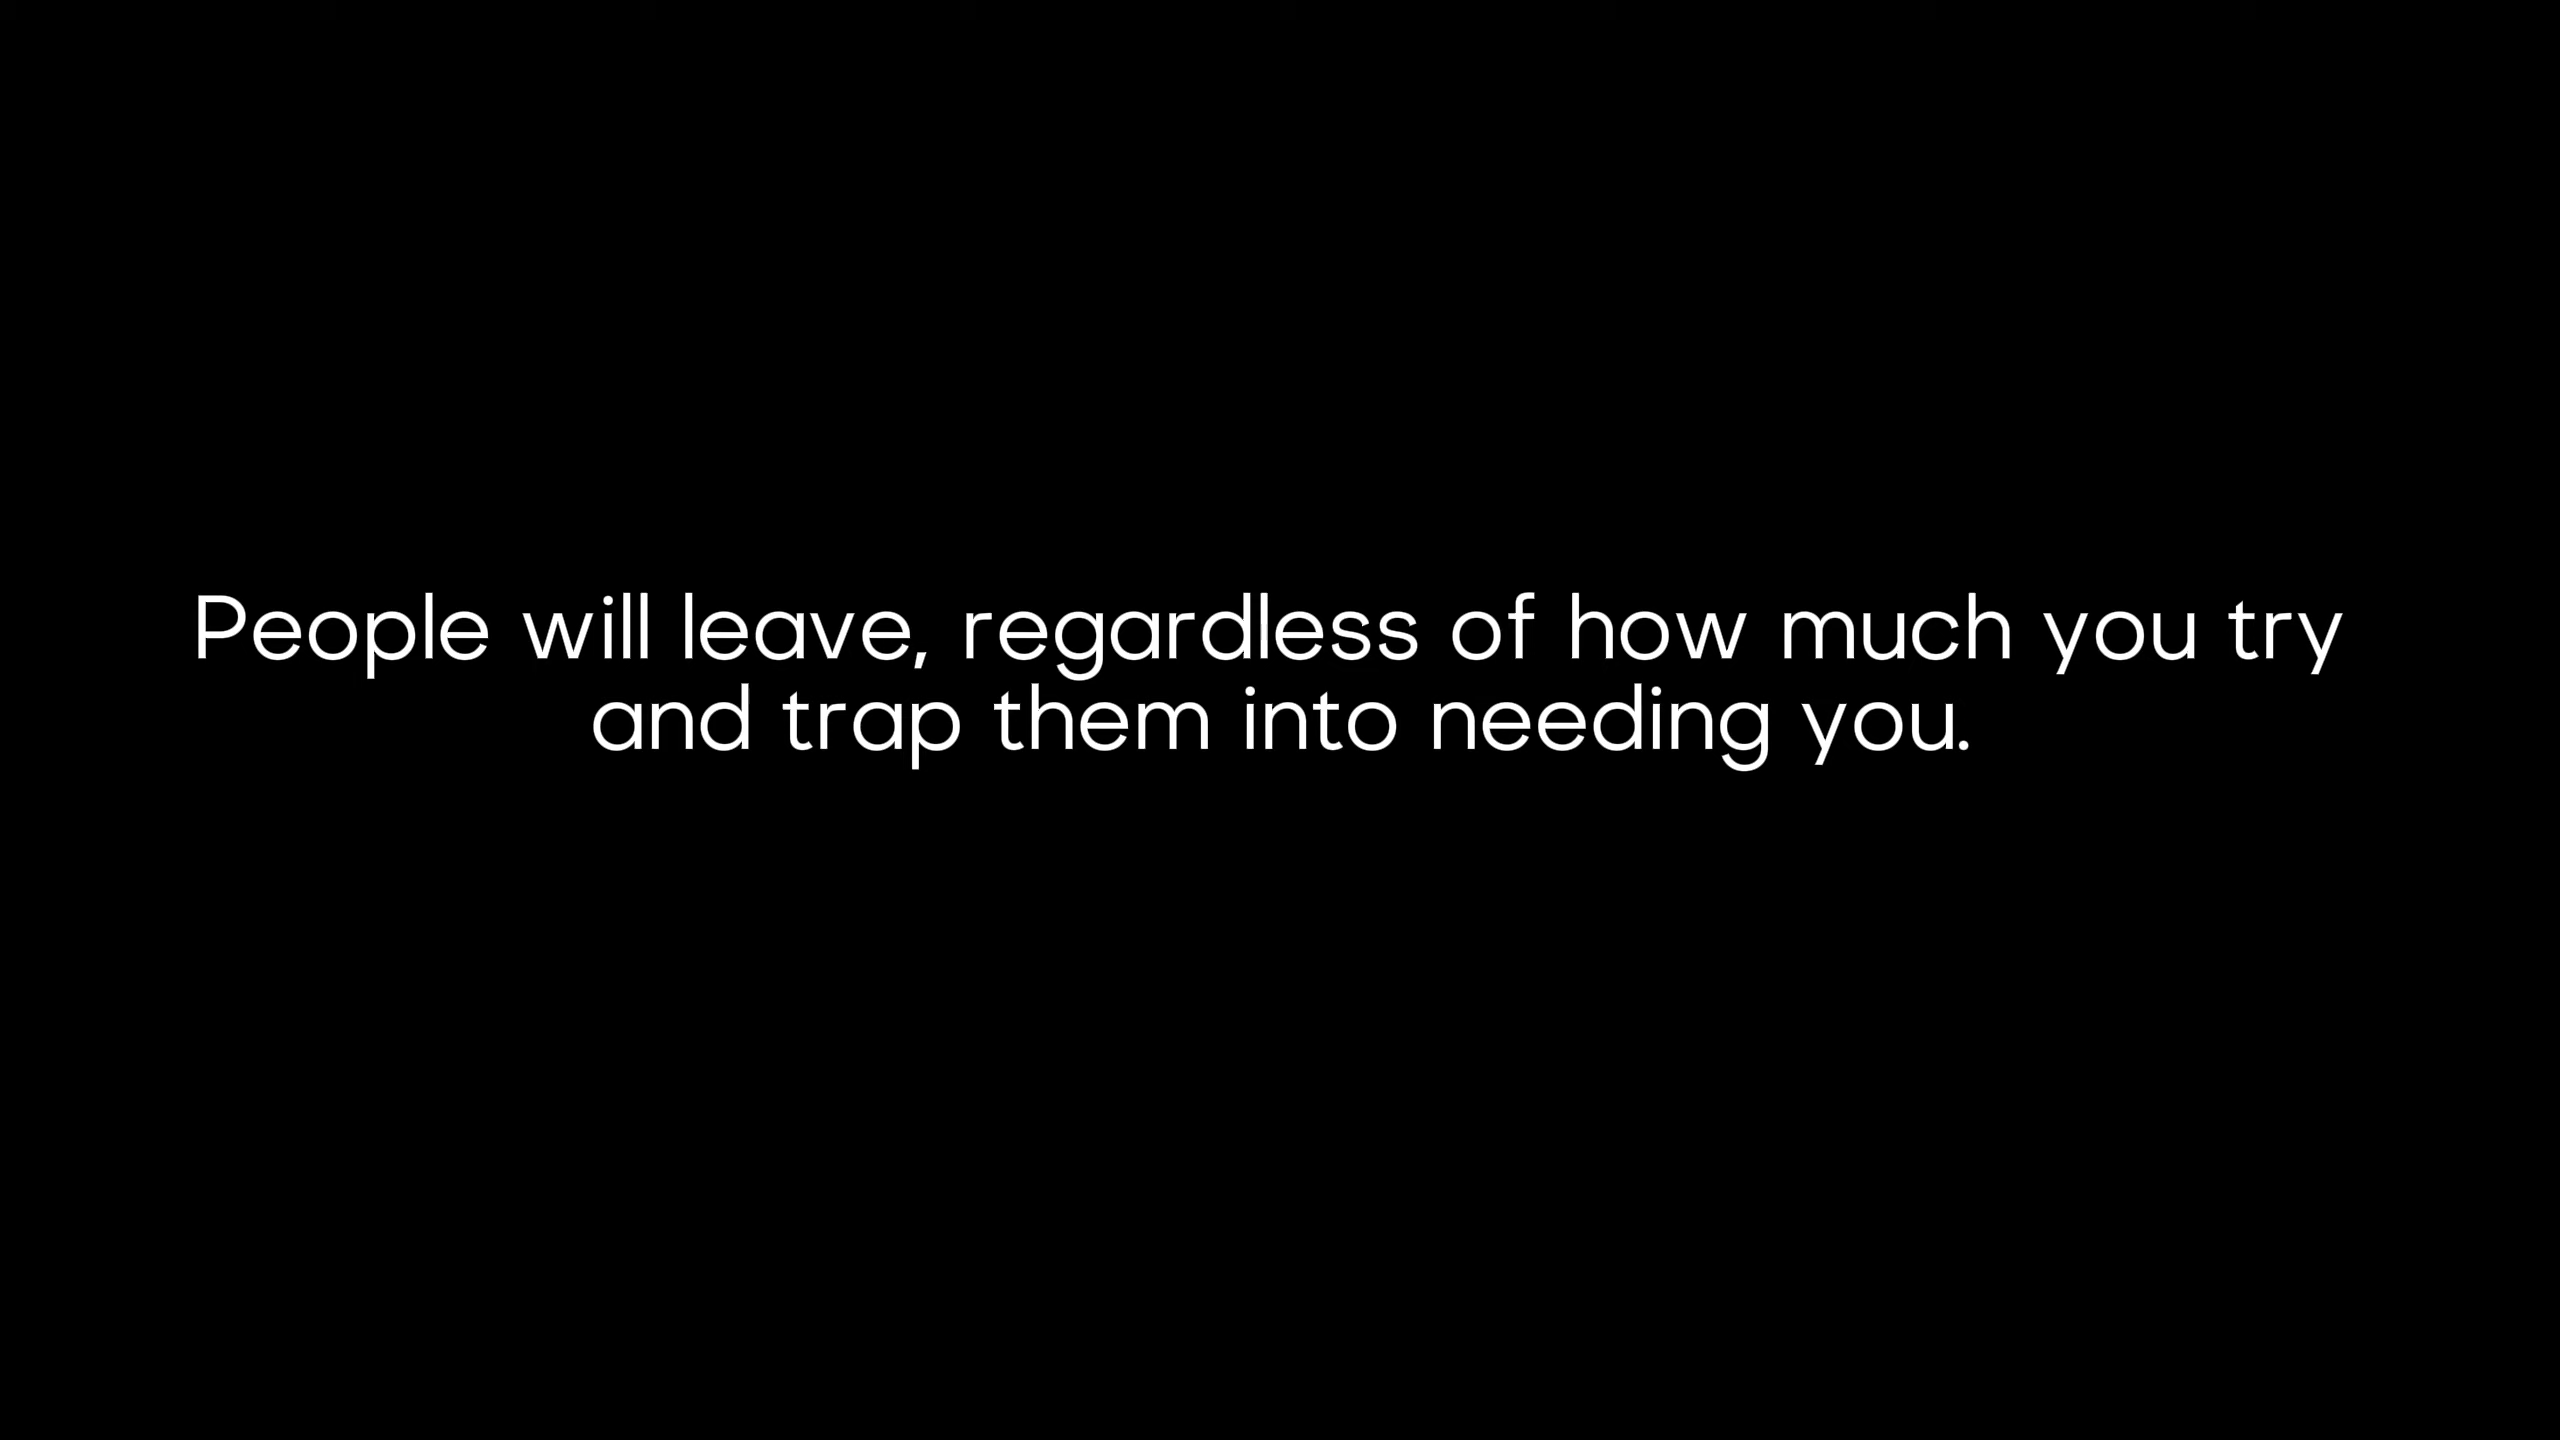 People will leave, regardless of how much you try
and trap them into needing you.